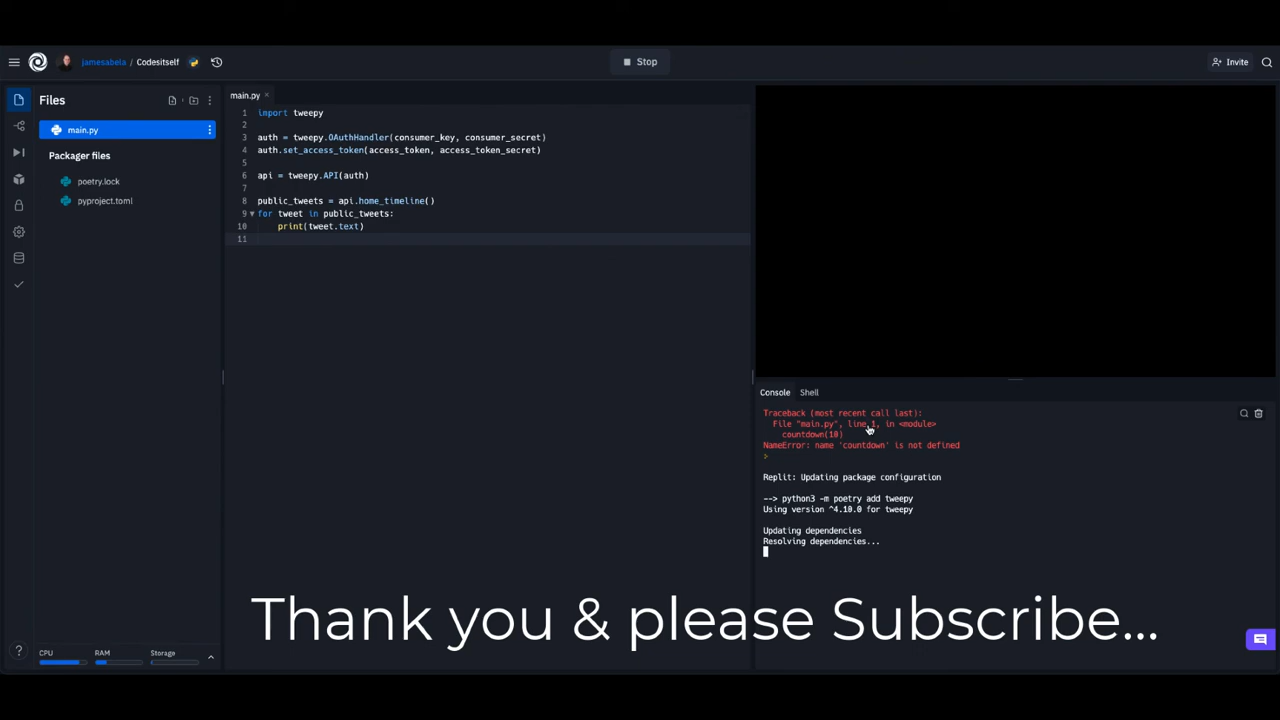 jamesabela / Codesitself
Stop
Invite
Files
main.py
Packager files
poetry.lock
pyproject.toml
CPU
RAM
Storage
main.py ×
1 import tweepy
2
3 auth = tweepy.OAuthHandler(consumer_key, consumer_secret)
4 auth.set_access_token(access_token, access_token_secret)
5
6 api = tweepy.API(auth)
7
8 public_tweets = api.home_timeline()
9 for tweet in public_tweets:
10 print(tweet.text)
11
Console Shell
Traceback (most recent call last):
File "main.py", line 1, in <module>
countdown(10)
NameError: name 'countdown' is not defined
>
Replit: Updating package configuration
--> python3 -m poetry add tweepy
Using version ^4.10.0 for tweepy
Updating dependencies
Resolving dependencies...
Thank you & please Subscribe...
?